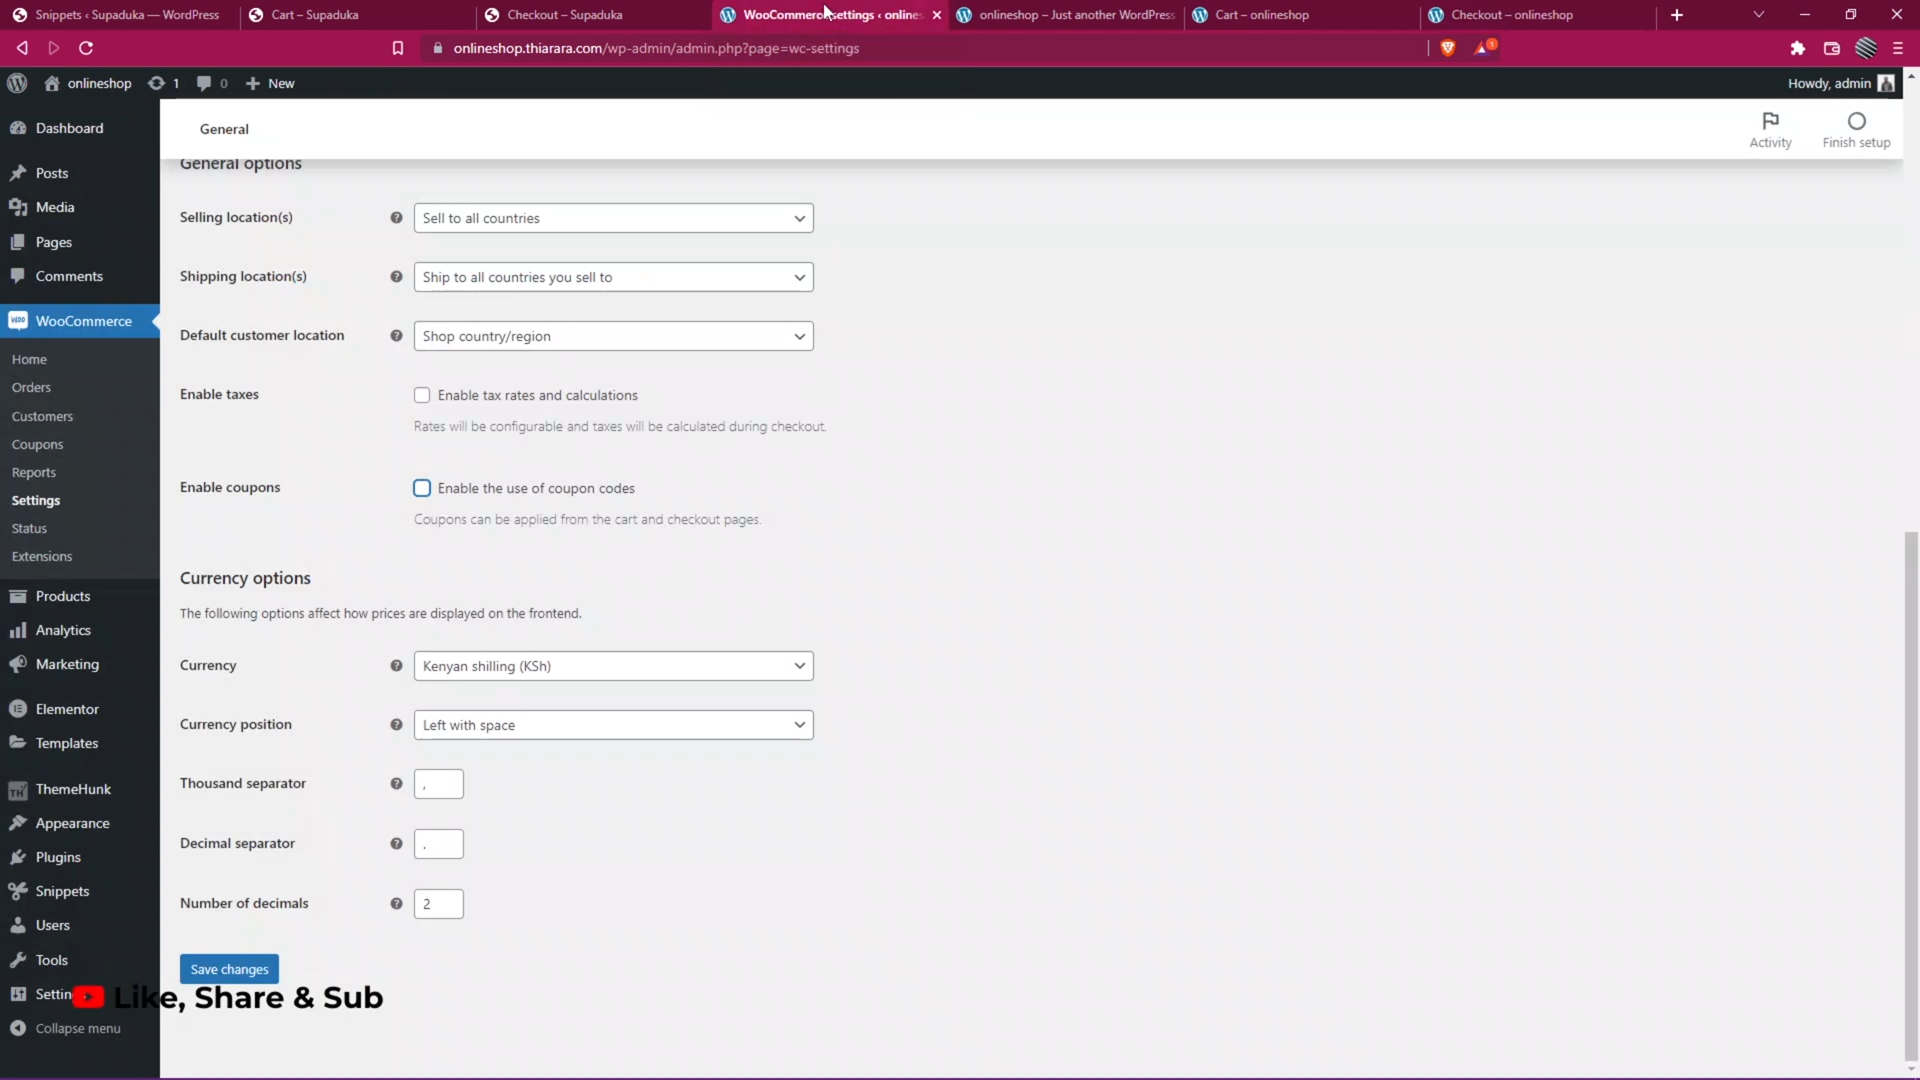 Snippets ‹ Supaduka — WordPress
Cart – Supaduka
Checkout – Supaduka
WooCommerce settings ‹ onlines
onlineshop – Just another WordPress
Cart – onlineshop
Checkout – onlineshop
onlineshop.thiarara.com/wp-admin/admin.php?page=wc-settings
1
onlineshop
1
0
New
Howdy, admin
General
Activity
Finish setup
Dashboard
Posts
Media
Pages
Comments
WooCommerce
Home
Orders
Customers
Coupons
Reports
Settings
Status
Extensions
Products
Analytics
Marketing
Elementor
Templates
ThemeHunk
Appearance
Plugins
Snippets
Users
Tools
Settin
Collapse menu
General options
Selling location(s)
Sell to all countries
Shipping location(s)
Ship to all countries you sell to
Default customer location
Shop country/region
Enable taxes
Enable tax rates and calculations
Rates will be configurable and taxes will be calculated during checkout.
Enable coupons
Enable the use of coupon codes
Coupons can be applied from the cart and checkout pages.
Currency options
The following options affect how prices are displayed on the frontend.
Currency
Kenyan shilling (KSh)
Currency position
Left with space
Thousand separator
,
Decimal separator
.
Number of decimals
2
Save changes
Like, Share & Sub